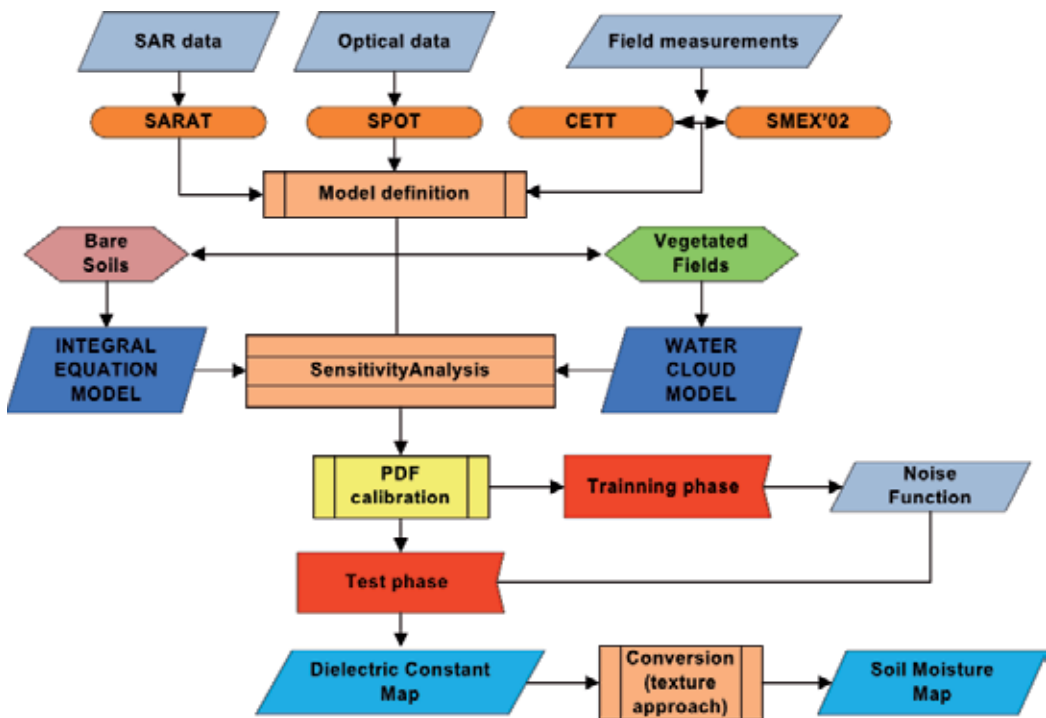 SAR data
Optical data
Field measurements
SARAT
SPOT
CETT
SMEX'02
Model definition
Bare
Soils
Vegetated
Fields
INTEGRAL
EQUATION
MODEL
SensitivityAnalysis
WATER
CLOUD
MODEL
PDF
calibration
Trainning phase
Noise
Function
Test phase
Dielectric Constant
Map
Conversion
(texture
approach)
Soil Moisture
Map